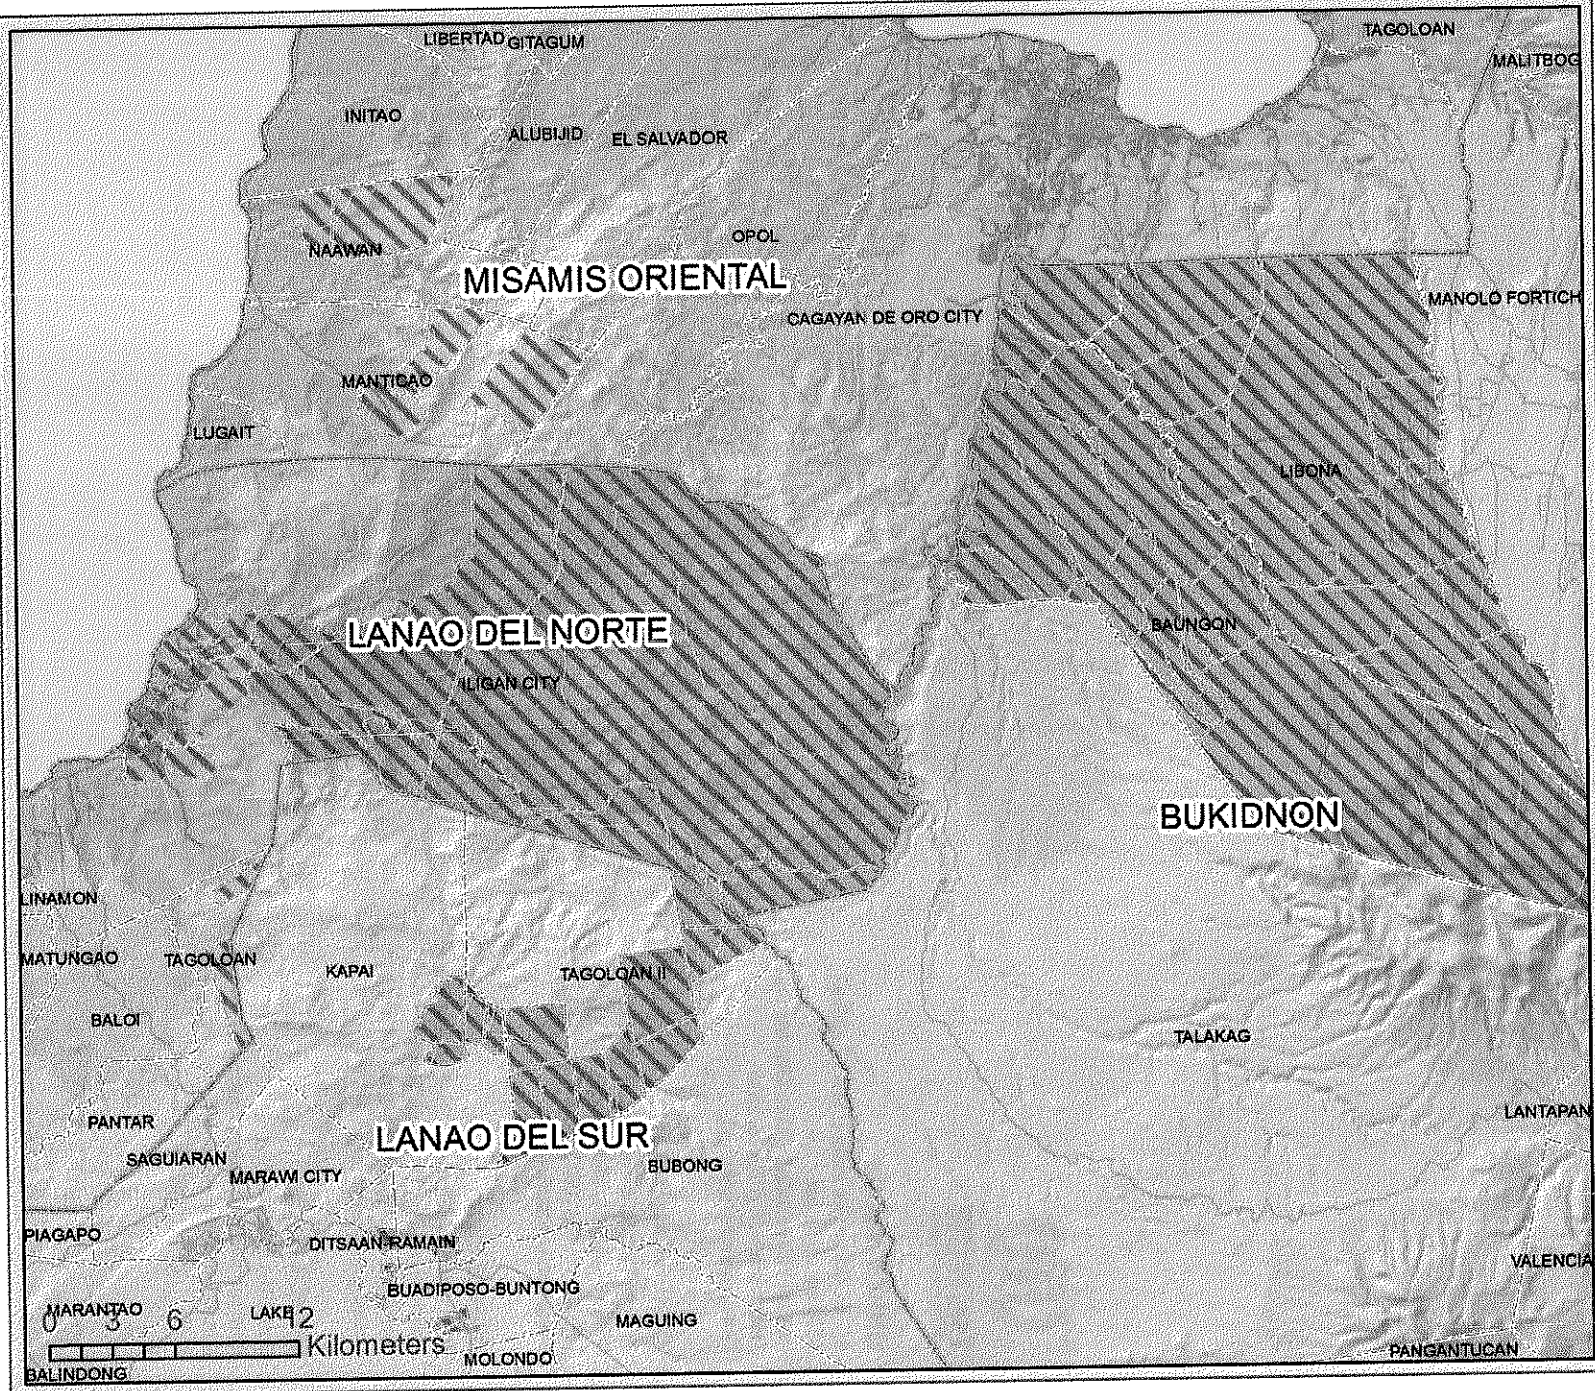 LIBERTAD GITAGUM TAGOLOAN
MALITBOG
INITAO
ALUBIJID EL SALVADOR
OPOL
NAAWAN
MISAMIS ORIENTAL
MANOLO FORTICH
CAGAYAN DE ORO CITY
MANTICAO
LUGAIT
LIBONA
LANAO DEL NORTE
BAUNGON
ILIGAN CITY
BUKIDNON
LINAMON
MATUNGAO TAGOLOAN KAPAI TAGOLOAN II
BALOI
TALAKAG
LANTAPAN
PANTAR
LANAO DEL SUR
SAGUIARAN
MARAWI CITY
BUBONG
PIAGAPO
DITSAAN-RAMAIN
VALENCIA
BUADIPOSO-BUNTONG
MARANTAO LAKE
MAGUING
0 3 6 12
Kilometers
MOLONDO
PANGANTUCAN
BALINDONG